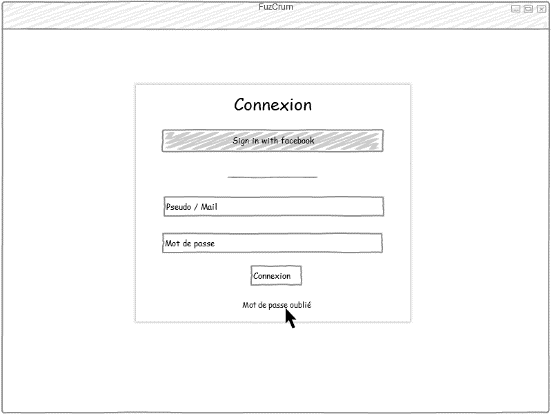 FuzCrum
Connexion
Sign in with facebook
Pseudo / Mail
Mot de passe
Connexion
Mot de passe oublié